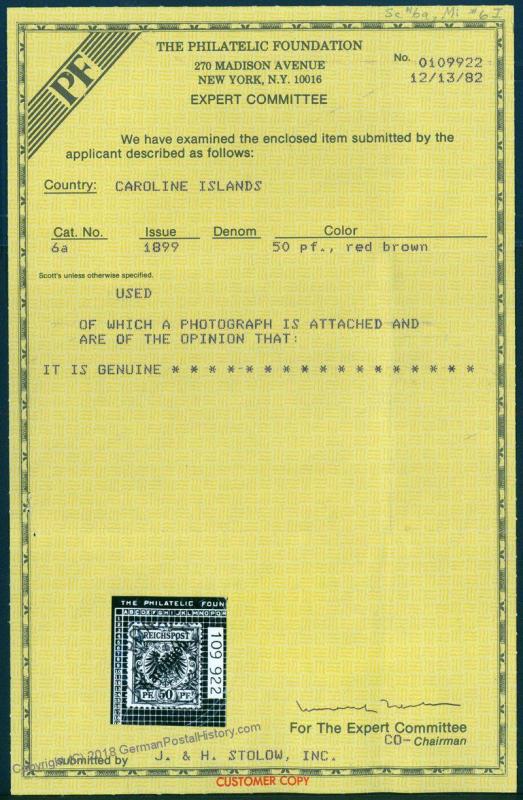 Sc #6a, Mi #6I
PF
THE PHILATELIC FOUNDATION
270 MADISON AVENUE
NEW YORK, N.Y. 10016
EXPERT COMMITTEE
No. 0109922
12/13/82
We have examined the enclosed item submitted by the
applicant described as follows:
Country: CAROLINE ISLANDS
Cat. No. Issue Denom Color
6a 1899 50 pf., red brown
Scott's unless otherwise specified.
USED
OF WHICH A PHOTOGRAPH IS ATTACHED AND
ARE OF THE OPINION THAT:
IT IS GENUINE * * * * * * * * * * * * * * * * *
THE PHILATELIC FOUN
ABCDEFGHIJKLMNOPQR
REICHSPOST
PF 50 PF
109 922
For The Expert Committee
CO- Chairman
Copyright (C) 2018 GermanPostalHistory.com
submitted by J. & H. STOLOW, INC.
CUSTOMER COPY